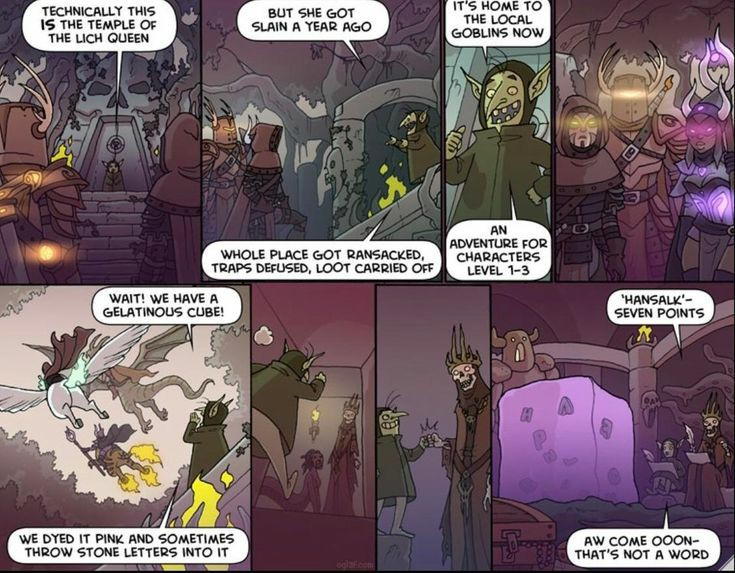 TECHNICALLY THIS
IS THE TEMPLE OF
THE LICH QUEEN
BUT SHE GOT
SLAIN A YEAR AGO
WHOLE PLACE GOT RANSACKED,
TRAPS DEFUSED, LOOT CARRIED OFF
IT'S HOME TO
THE LOCAL
GOBLINS NOW
AN
ADVENTURE FOR
CHARACTERS
LEVEL 1-3
WAIT! WE HAVE A
GELATINOUS CUBE!
WE DYED IT PINK AND SOMETIMES
THROW STONE LETTERS INTO IT
oglaf.com
'HANSALK'-
SEVEN POINTS
AW COME OOON-
THAT'S NOT A WORD